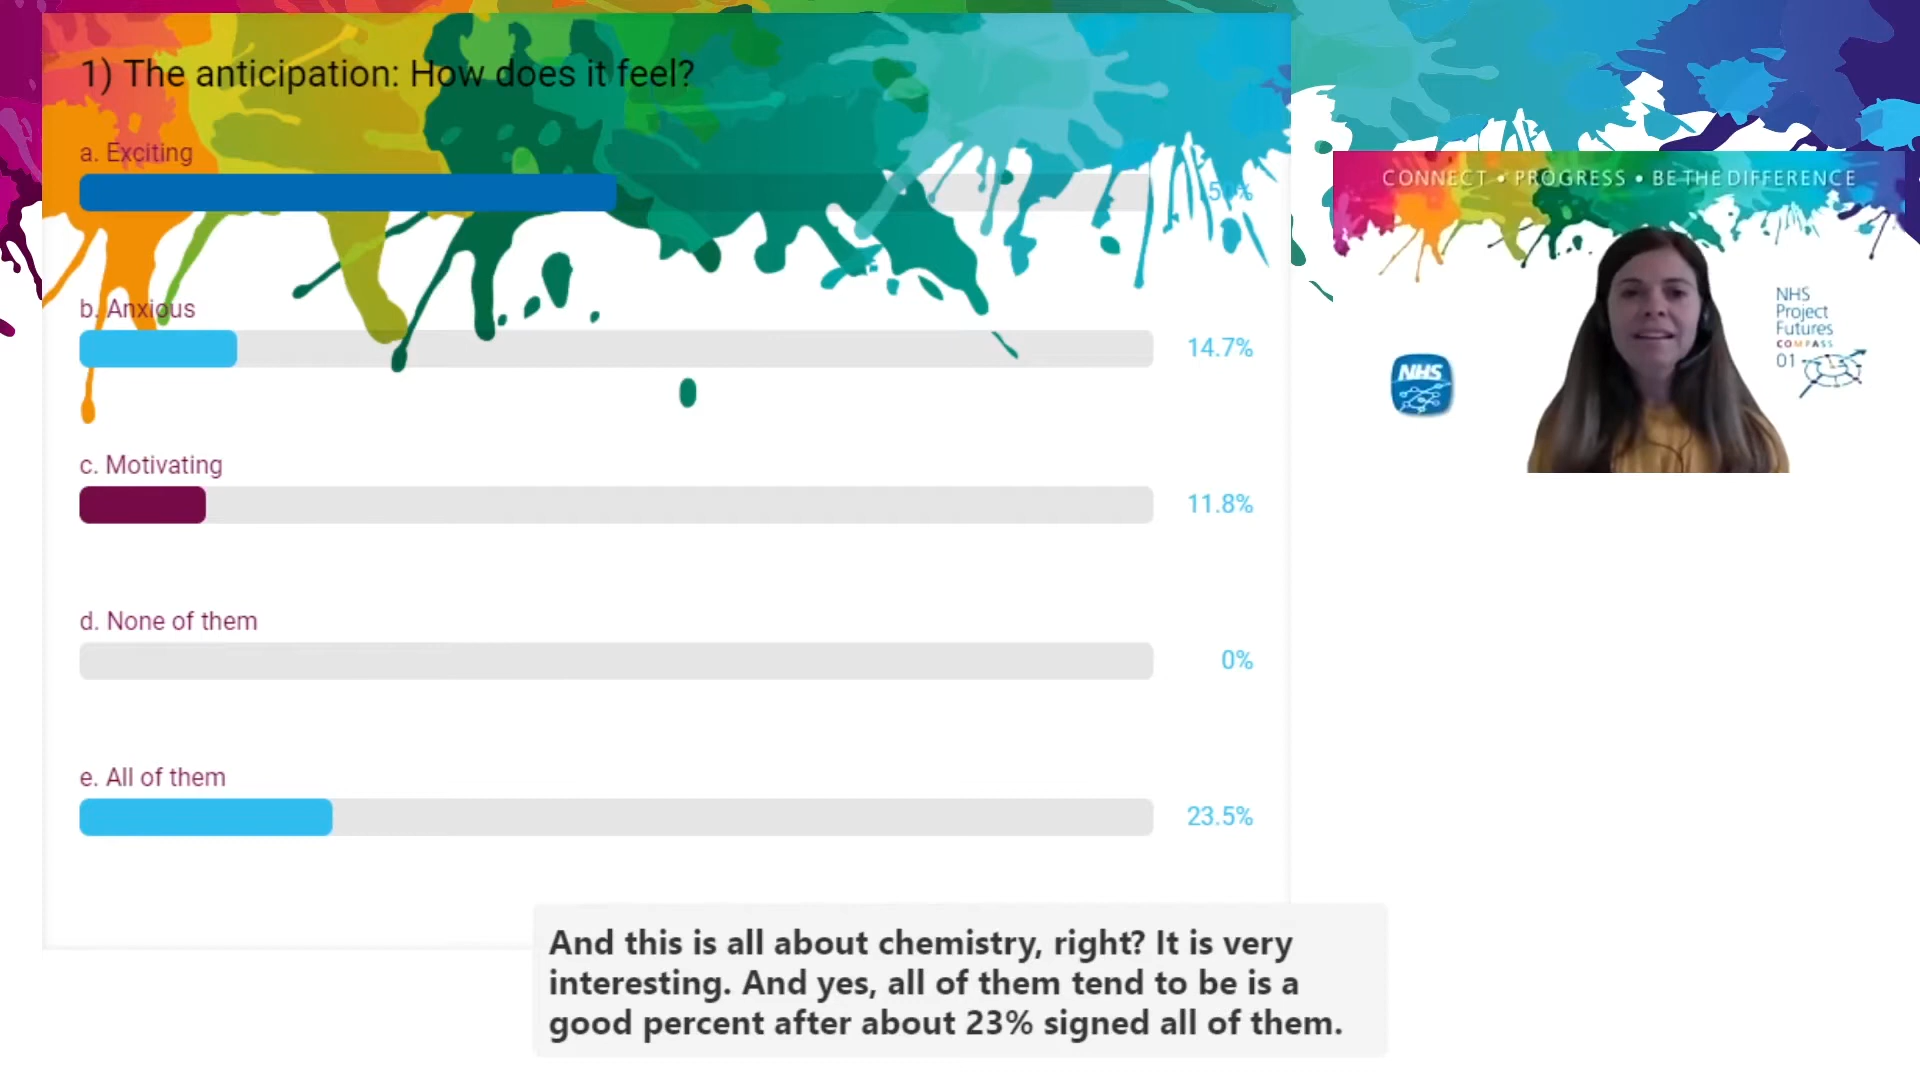 1) The anticipation: How does it feel?
a. Exciting
50%
b. Anxious
14.7%
c. Motivating
11.8%
d. None of them
0%
e. All of them
23.5%
CONNECT • PROGRESS • BE THE DIFFERENCE
NHS
NHS
Project
Futures
COMPASS
01
And this is all about chemistry, right? It is very
interesting. And yes, all of them tend to be is a
good percent after about 23% signed all of them.